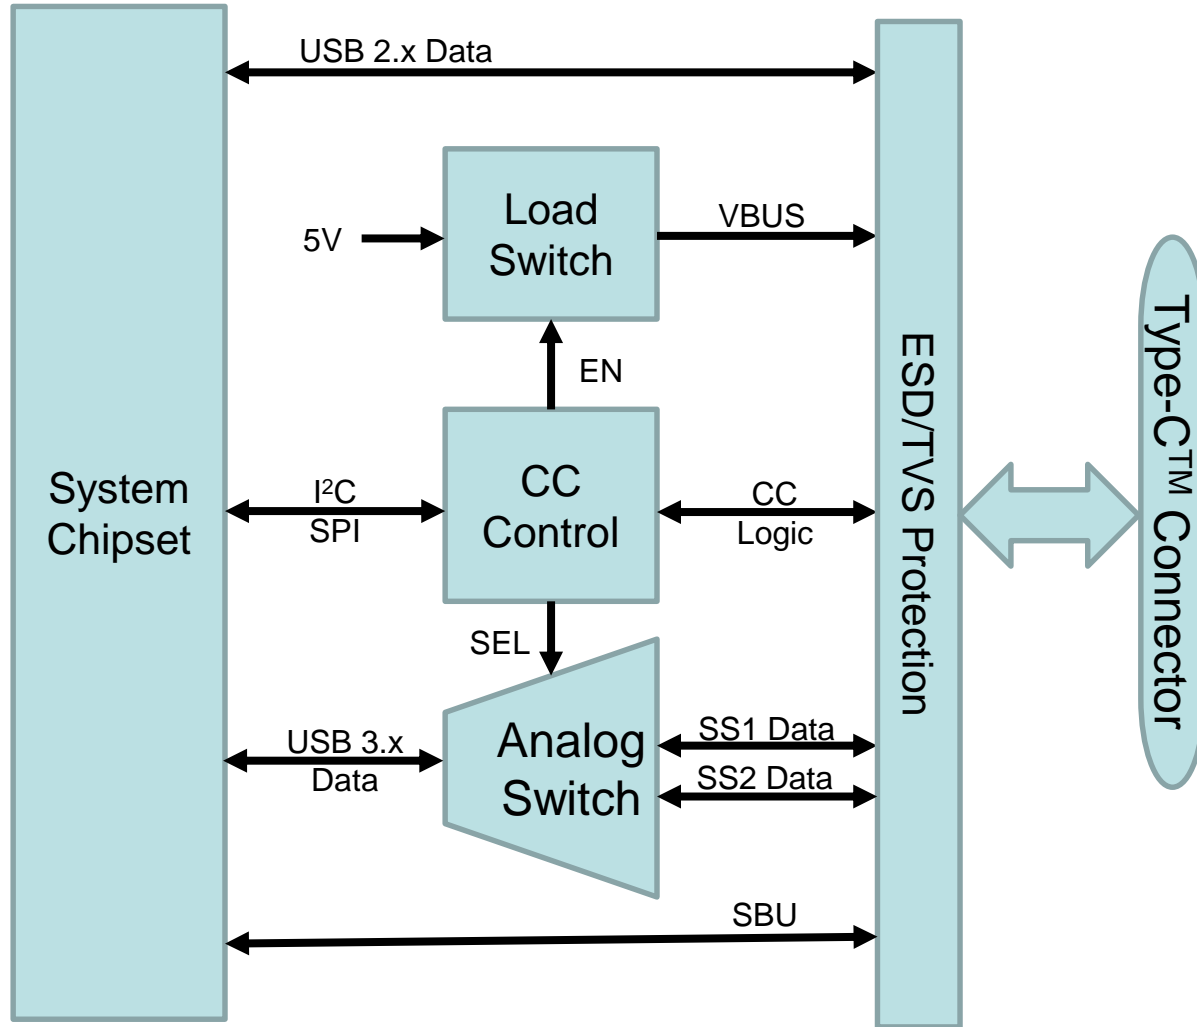 USB 2.x Data
Load
Switch
5V
VBUS
EN
System
Chipset
I²C
SPI
CC
Control
CC
Logic
SEL
USB 3.x
Data
Analog
Switch
SS1 Data
SS2 Data
SBU
ESD/TVS Protection
Type-C™ Connector